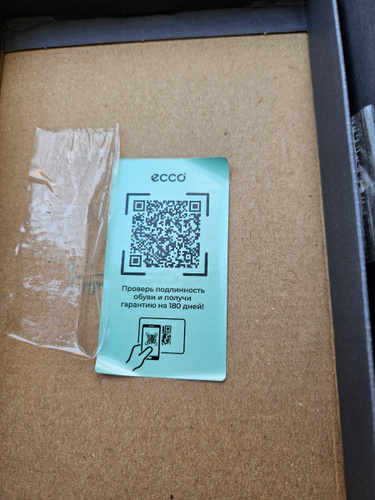 ecco
Проверь подлинность
обуви и получи
гарантию на 180 дней!